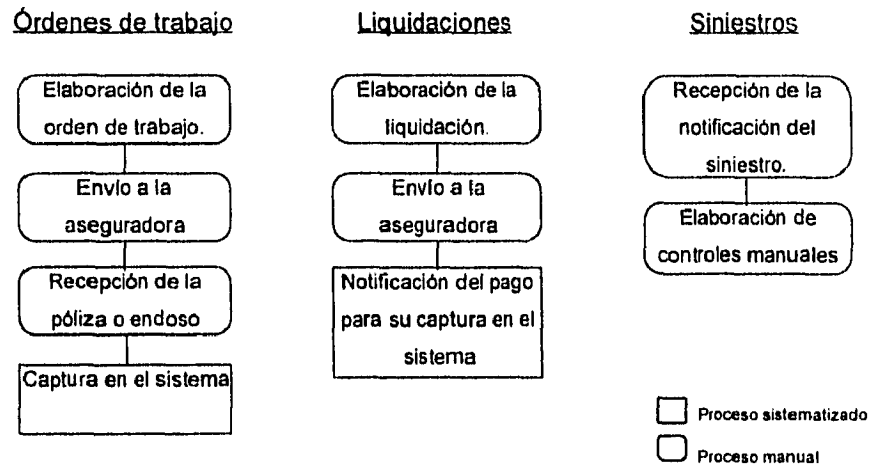 Órdenes de trabajo
Elaboración de la
orden de trabajo.
Envío a la
aseguradora
Recepción de la
póliza o endoso
Captura en el sistema
Liquidaciones
Elaboración de la
liquidación.
Envío a la
aseguradora
Notificación del pago
para su captura en el
sistema
Siniestros
Recepción de la
notificación del
siniestro.
Elaboración de
controles manuales
Proceso sistematizado
Proceso manual